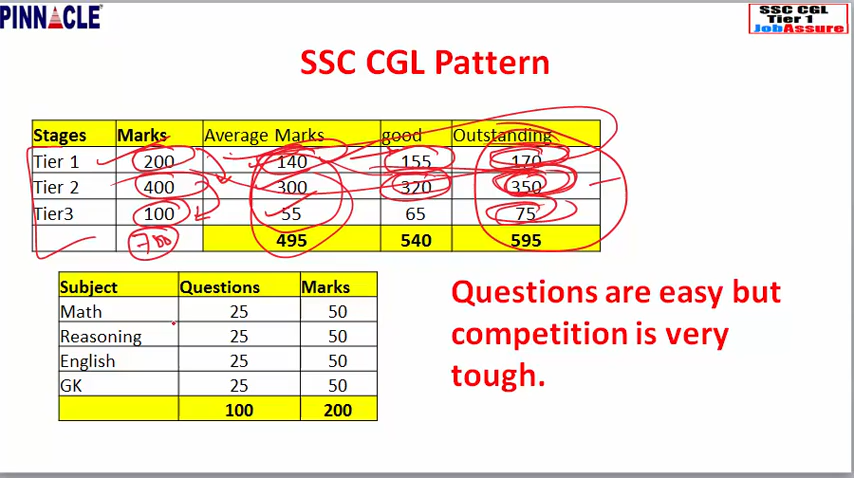 PINNACLE
SSC CGL
Tier 1
JobAssure
SSC CGL Pattern
Stages Marks Average Marks good Outstanding
Tier 1 200 140 155 170
Tier 2 400 300 320 350
Tier3 100 55 65 75
700 495 540 595
Subject Questions Marks
Math 25 50
Reasoning 25 50
English 25 50
GK 25 50
100 200
Questions are easy but
competition is very
tough.